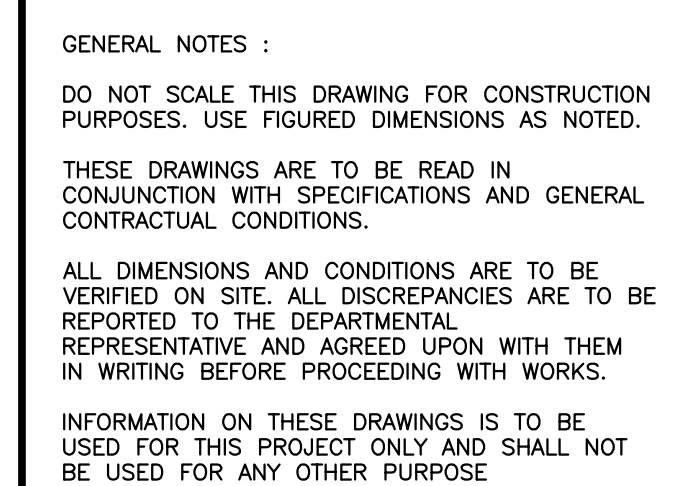 GENERAL NOTES :
DO NOT SCALE THIS DRAWING FOR CONSTRUCTION
PURPOSES. USE FIGURED DIMENSIONS AS NOTED.
THESE DRAWINGS ARE TO BE READ IN
CONJUNCTION WITH SPECIFICATIONS AND GENERAL
CONTRACTUAL CONDITIONS.
ALL DIMENSIONS AND CONDITIONS ARE TO BE
VERIFIED ON SITE. ALL DISCREPANCIES ARE TO BE
REPORTED TO THE DEPARTMENTAL
REPRESENTATIVE AND AGREED UPON WITH THEM
IN WRITING BEFORE PROCEEDING WITH WORKS.
INFORMATION ON THESE DRAWINGS IS TO BE
USED FOR THIS PROJECT ONLY AND SHALL NOT
BE USED FOR ANY OTHER PURPOSE